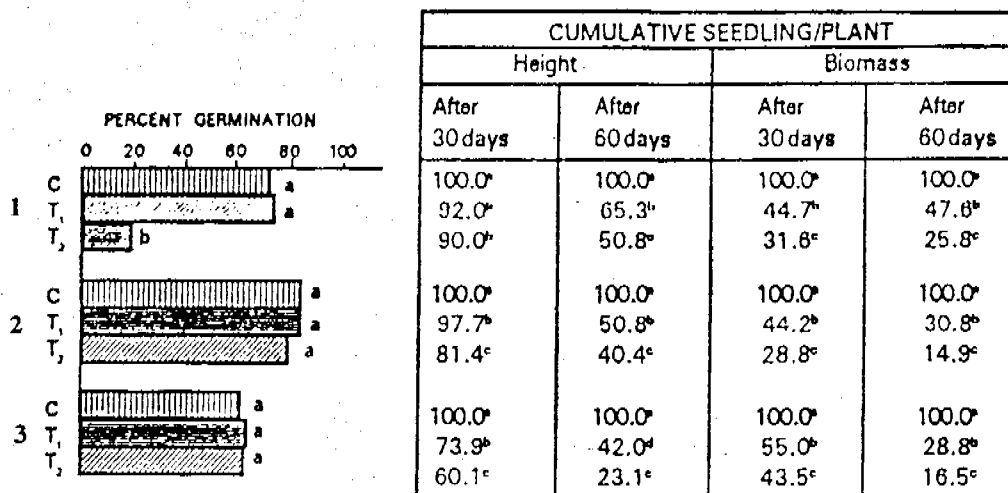 CUMULATIVE SEEDLING/PLANT
Height Biomass
After After After After
30 days 60 days 30 days 60 days
PERCENT GERMINATION
0 20 40 60 80 100
1
C a 100.0ᵃ 100.0ᵃ 100.0ᵃ 100.0ᵃ
T₁ a 92.0 65.3ᵇ 44.7ᵇ 47.6ᵇ
T₂ b 90.0ᵇ 50.8 31.6ᶜ 25.8ᶜ
2
C a 100.0ᵃ 100.0ᵃ 100.0ᵃ 100.0ᵃ
T₁ a 97.7ᵇ 50.8ᵇ 44.2ᵇ 30.8ᵇ
T₂ a 81.4ᶜ 40.4ᶜ 28.8ᶜ 14.9ᶜ
3
C a 100.0ᵃ 100.0ᵃ 100.0ᵃ 100.0ᵃ
T₁ a 73.9ᵇ 42.0ᵈ 55.0ᵇ 28.8ᵇ
T₂ a 60.1ᶜ 23.1ᶜ 43.5ᶜ 16.5ᶜ